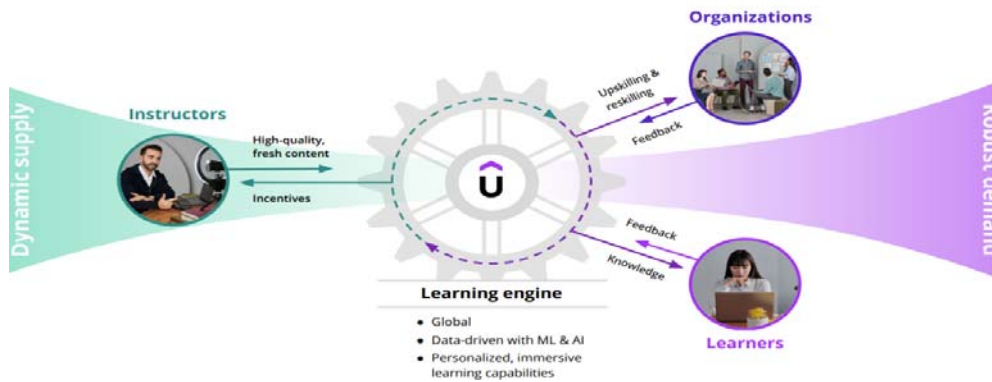 Dynamic supply
Instructors
High-quality,
fresh content
Incentives
Û
Learning engine
● Global
● Data-driven with ML & AI
● Personalized, immersive
learning capabilities
Organizations
Upskilling &
reskilling
Feedback
Feedback
Knowledge
Learners
Robust demand